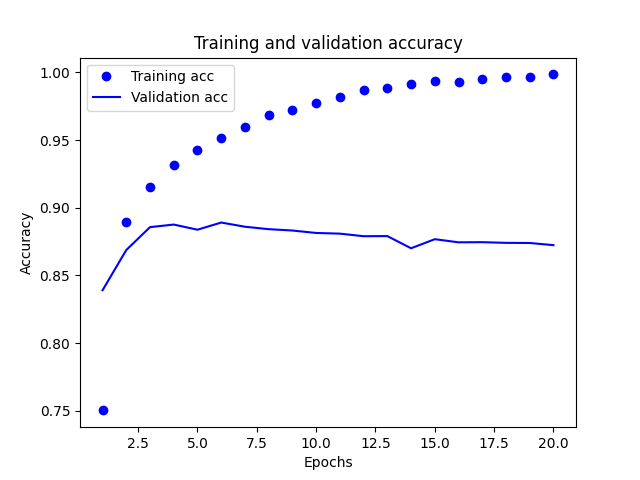 Training and validation accuracy
Training acc
Validation acc
1.00
0.95
0.90
0.85
0.80
0.75
Accuracy
2.5 5.0 7.5 10.0 12.5 15.0 17.5 20.0
Epochs